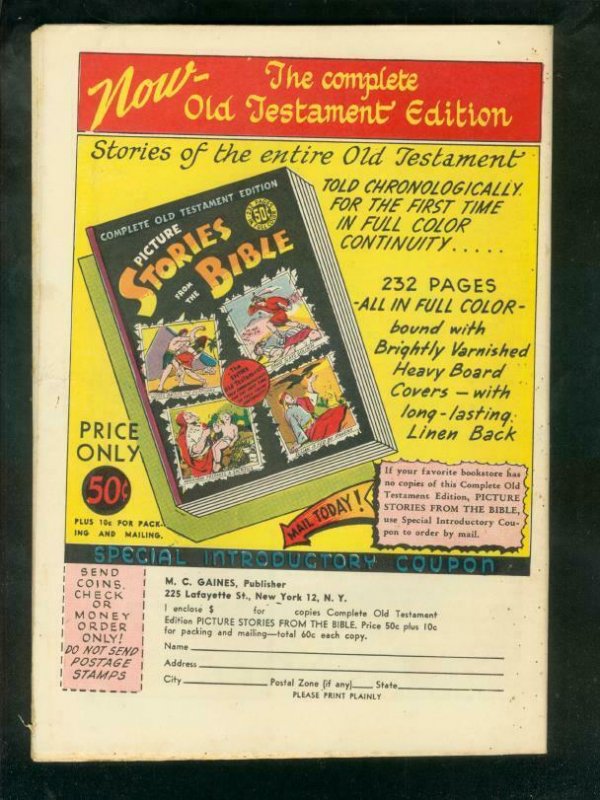 Now-
The complete
Old Testament Edition
Stories of the entire Old Testament
TOLD CHRONOLOGICALLY.
FOR THE FIRST TIME
IN FULL COLOR
CONTINUITY.....
COMPLETE OLD TESTAMENT EDITION
50¢
PICTURE
STORIES
FROM THE
BIBLE
232 PAGES
-ALL IN FULL COLOR-
bound with
Brightly Varnished
Heavy Board
Covers — with
long-lasting
Linen Back
PRICE
ONLY
50¢
PLUS 10c FOR PACK-
ING AND MAILING.
MAIL TODAY!
If your favorite bookstore has
no copies of this Complete Old
Testament Edition, PICTURE
STORIES FROM THE BIBLE,
use Special Introductory Cou-
pon to order by mail.
SPECIAL INTRODUCTORY COUPON
SEND
COINS.
CHECK
OR
MONEY
ORDER
ONLY!
DO NOT SEND
POSTAGE
STAMPS
M. C. GAINES, Publisher
225 Lafayette St., New York 12, N. Y.
I enclose $ for copies Complete Old Testament
Edition PICTURE STORIES FROM THE BIBLE. Price 50c plus 10c
for packing and mailing—total 60c each copy.
Name
Address
City Postal Zone (if any) State
PLEASE PRINT PLAINLY